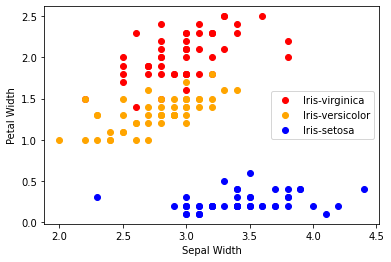 2.5
2.0
1.5
1.0
0.5
0.0
Petal Width
Iris-virginica
Iris-versicolor
Iris-setosa
2.0 2.5 3.0 3.5 4.0 4.5
Sepal Width